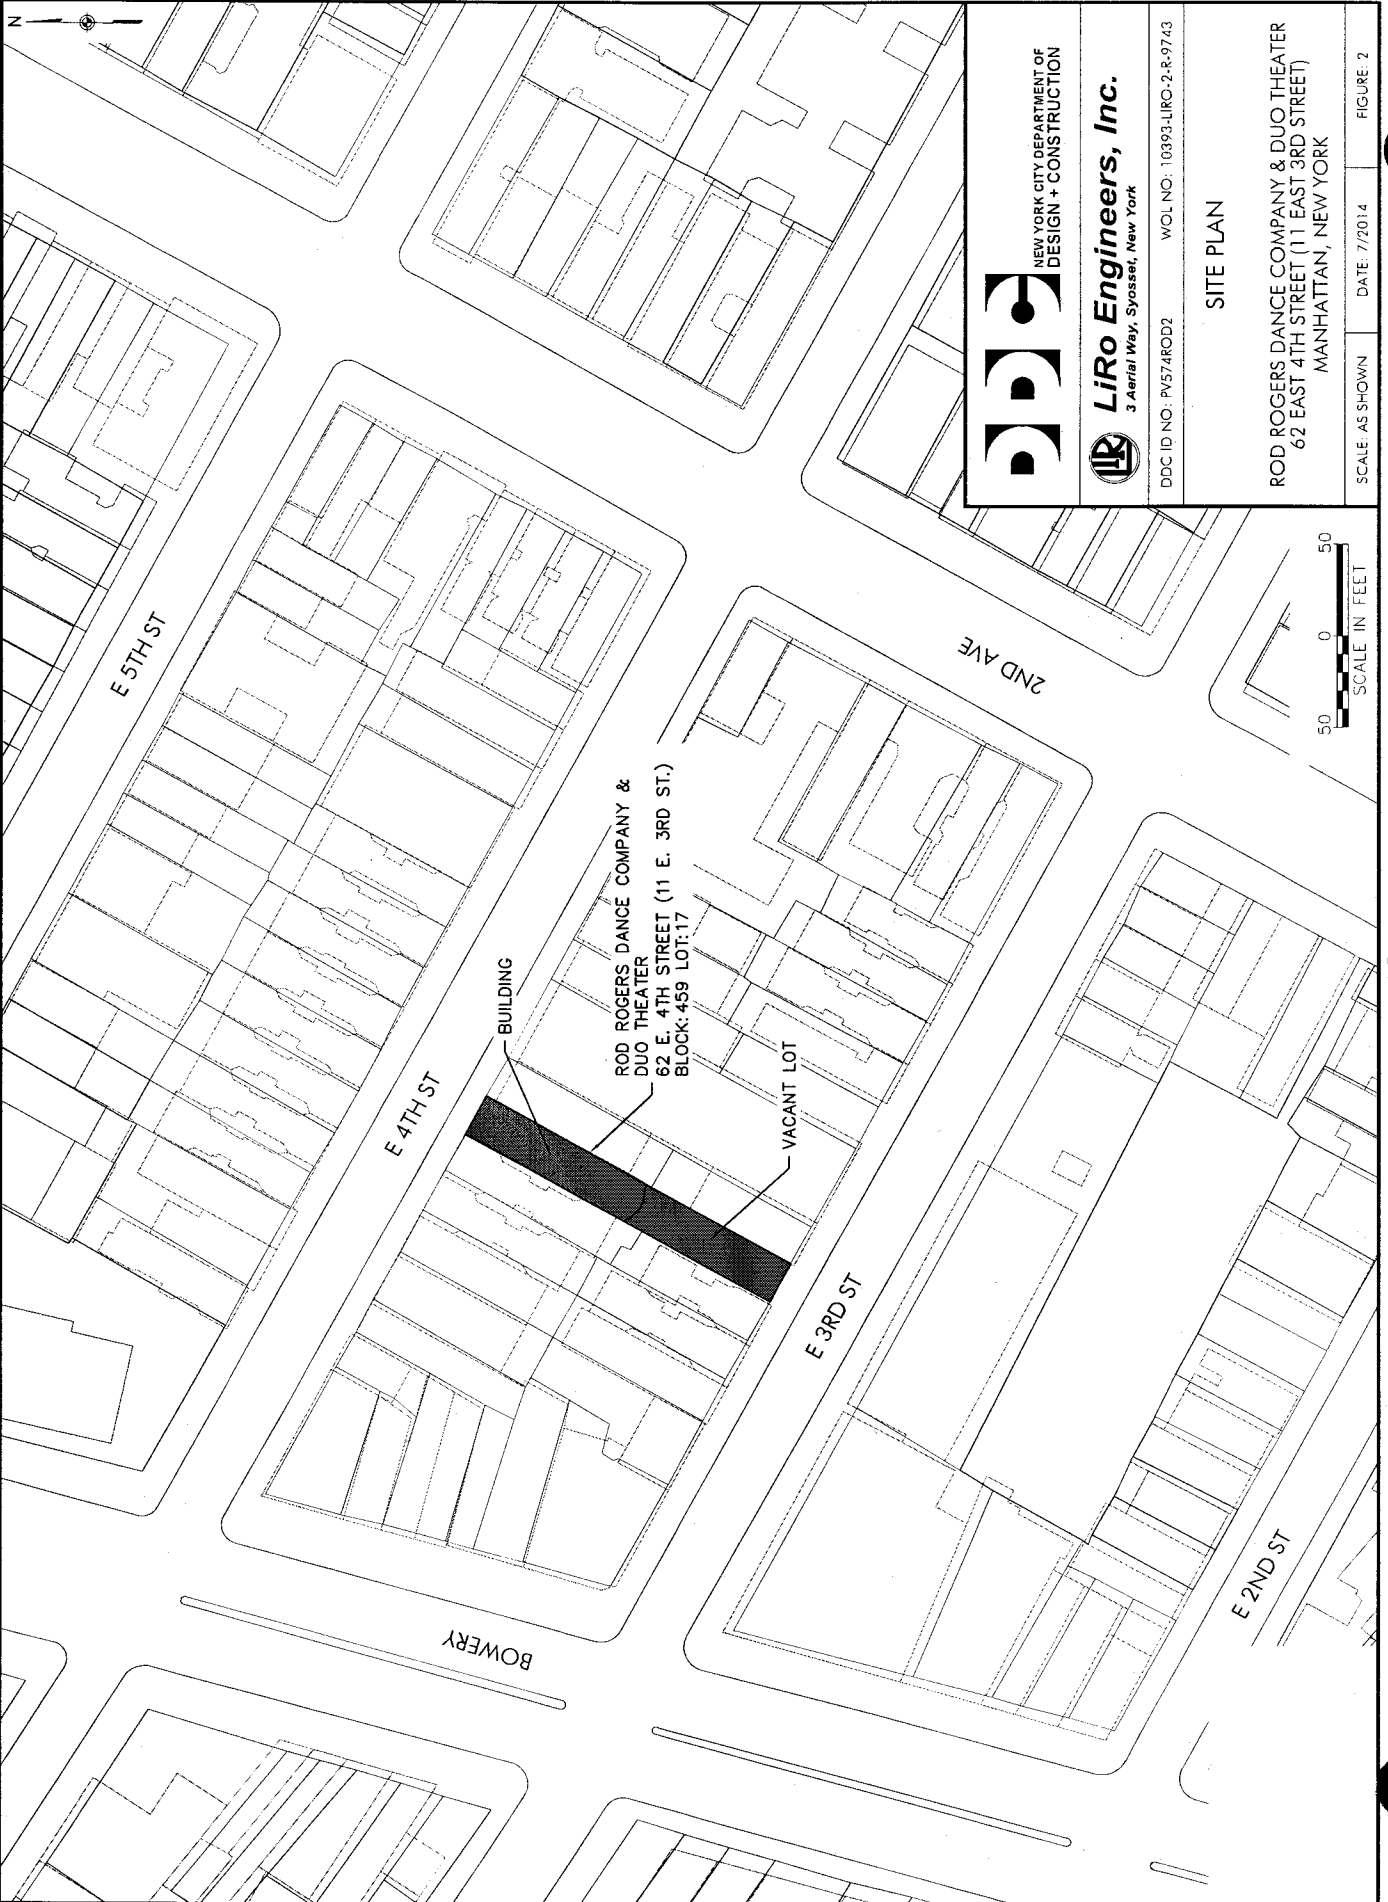 N
E 5TH ST
E 4TH ST
BUILDING
ROD ROGERS DANCE COMPANY &
DUO THEATER
62 E. 4TH STREET (11 E. 3RD ST.)
BLOCK: 459 LOT: 17
VACANT LOT
2ND AVE
BOWERY
E 3RD ST
E 2ND ST
50 0 50
SCALE IN FEET
DDC
NEW YORK CITY DEPARTMENT OF
DESIGN + CONSTRUCTION
LiRo
LiRo Engineers, Inc.
3 Aerial Way, Syosset, New York
DDC ID NO: PV574ROD2 WOL NO: 10393-LIRO-2-R-9743
SITE PLAN
ROD ROGERS DANCE COMPANY & DUO THEATER
62 EAST 4TH STREET (11 EAST 3RD STREET)
MANHATTAN, NEW YORK
SCALE: AS SHOWN DATE: 7/2014 FIGURE: 2